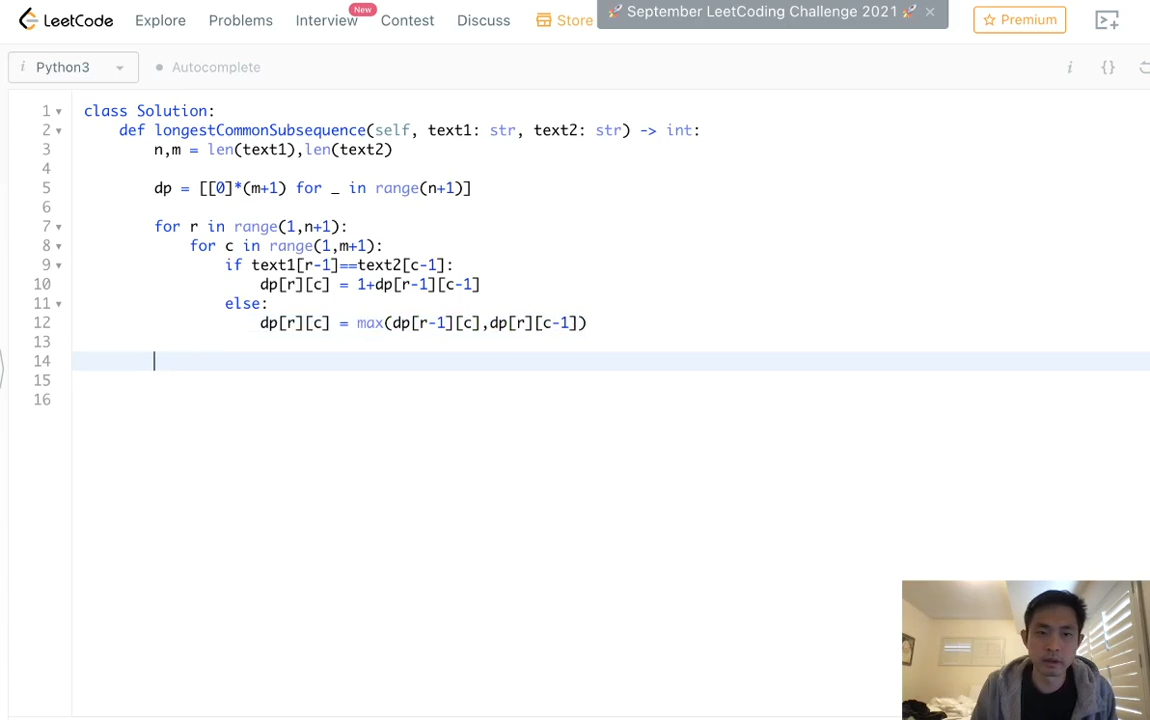 LeetCode Explore Problems Interview New Contest Discuss Store 🚀 September LeetCoding Challenge 2021 🚀 × Premium
i Python3 Autocomplete i {}
1 class Solution:
2 def longestCommonSubsequence(self, text1: str, text2: str) -> int:
3 n,m = len(text1),len(text2)
4
5 dp = [[0]*(m+1) for _ in range(n+1)]
6
7 for r in range(1,n+1):
8 for c in range(1,m+1):
9 if text1[r-1]==text2[c-1]:
10 dp[r][c] = 1+dp[r-1][c-1]
11 else:
12 dp[r][c] = max(dp[r-1][c],dp[r][c-1])
13
14
15
16